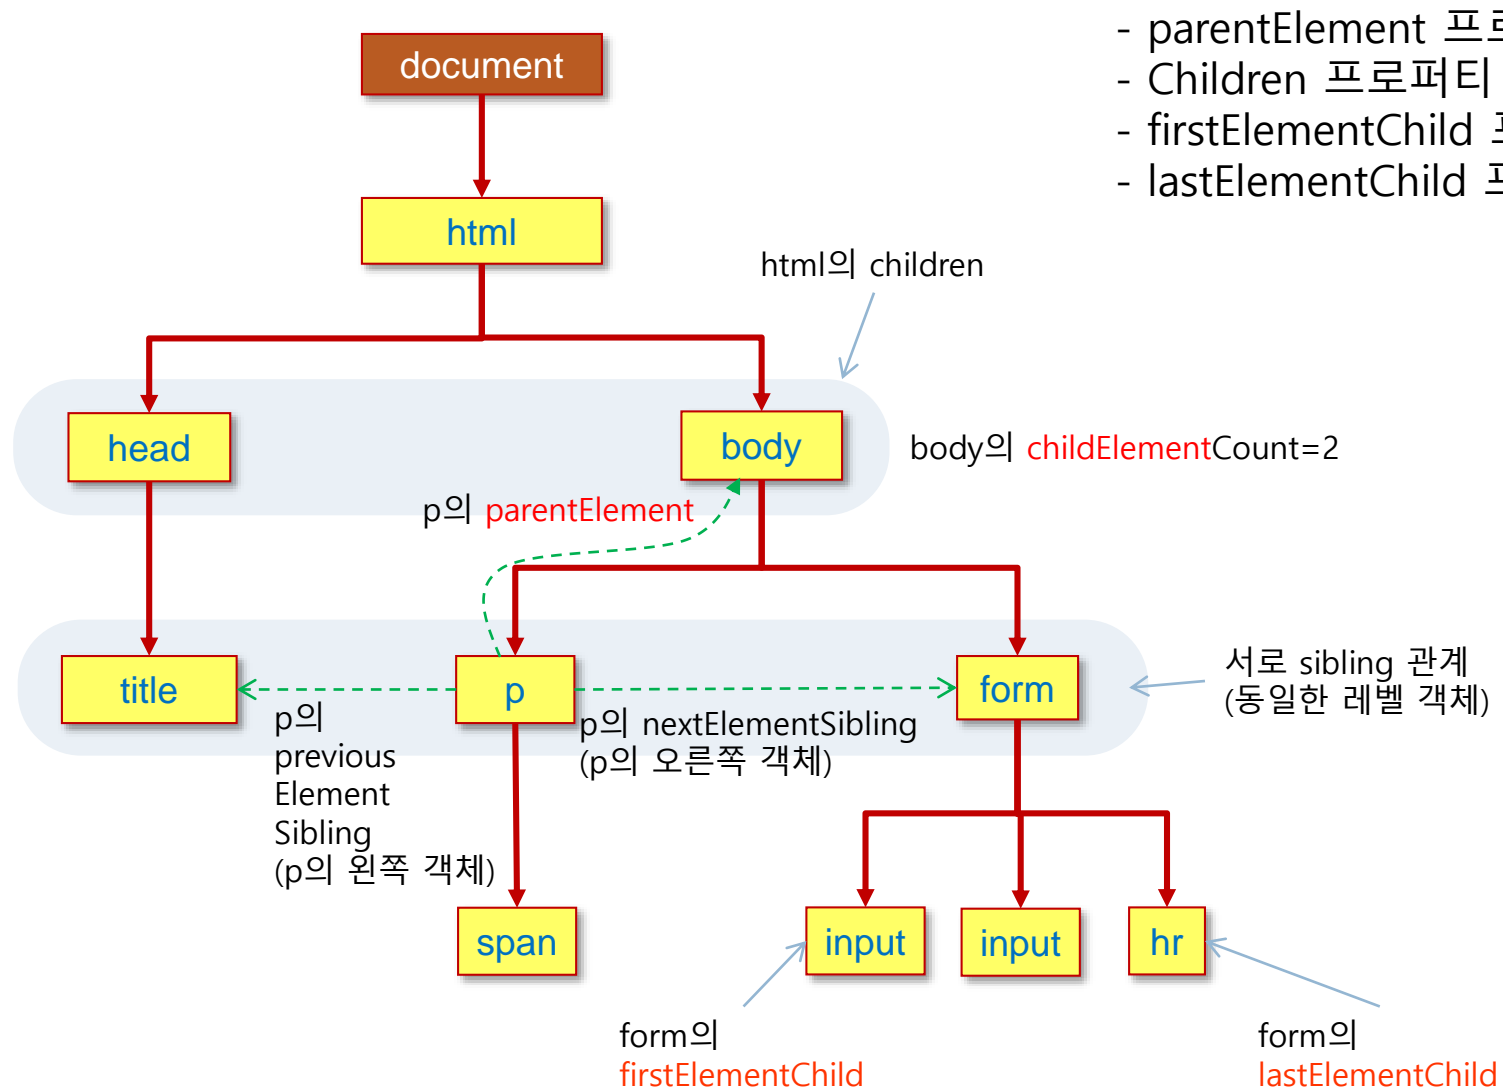 - parentElement
- Children 프로퍼티
- firstElementChild
- lastElementChild
document
html
html의 children
head
body
body의 childElementCount=2
p의 parentElement
title
p
form
서로 sibling 관계
(동일한 레벨 객체)
p의
previous
Element
Sibling
(p의 왼쪽 객체)
p의 nextElementSibling
(p의 오른쪽 객체)
span
input
input
hr
form의
firstElementChild
form의
lastElementChild